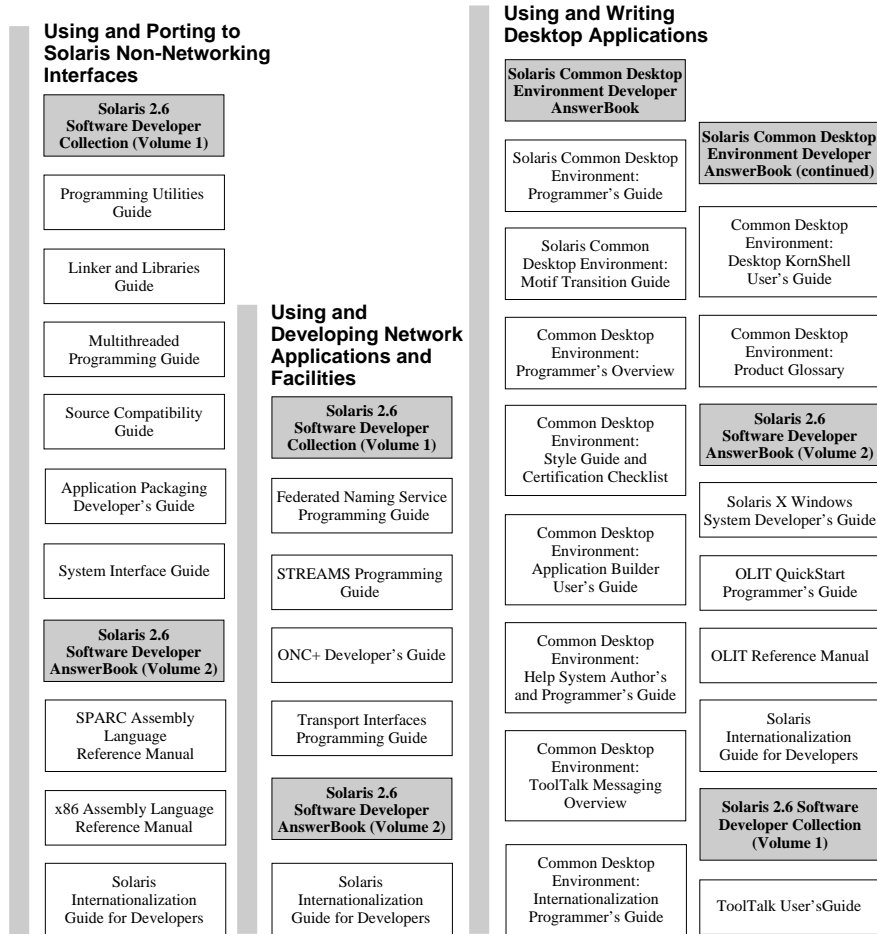 Using and Porting to
Solaris Non-Networking
Interfaces
Solaris 2.6
Software Developer
Collection (Volume 1)
Programming Utilities
Guide
Linker and Libraries
Guide
Multithreaded
Programming Guide
Source Compatibility
Guide
Application Packaging
Developer's Guide
System Interface Guide
Solaris 2.6
Software Developer
AnswerBook (Volume 2)
SPARC Assembly
Language
Reference Manual
x86 Assembly Language
Reference Manual
Solaris
Internationalization
Guide for Developers
Using and
Developing Network
Applications and
Facilities
Solaris 2.6
Software Developer
Collection (Volume 1)
Federated Naming Service
Programming Guide
STREAMS Programming
Guide
ONC+ Developer's Guide
Transport Interfaces
Programming Guide
Solaris 2.6
Software Developer
AnswerBook (Volume 2)
Solaris
Internationalization
Guide for Developers
Using and Writing
Desktop Applications
Solaris Common Desktop
Environment Developer
AnswerBook
Solaris Common Desktop
Environment:
Programmer's Guide
Solaris Common
Desktop Environment:
Motif Transition Guide
Common Desktop
Environment:
Programmer's Overview
Common Desktop
Environment:
Style Guide and
Certification Checklist
Common Desktop
Environment:
Application Builder
User's Guide
Common Desktop
Environment:
Help System Author's
and Programmer's Guide
Common Desktop
Environment:
ToolTalk Messaging
Overview
Common Desktop
Environment:
Internationalization
Programmer's Guide
Solaris Common Desktop
Environment Developer
AnswerBook (continued)
Common Desktop
Environment:
Desktop KornShell
User's Guide
Common Desktop
Environment:
Product Glossary
Solaris 2.6
Software Developer
AnswerBook (Volume 2)
Solaris X Windows
System Developer's Guide
OLIT QuickStart
Programmer's Guide
OLIT Reference Manual
Solaris
Internationalization
Guide for Developers
Solaris 2.6 Software
Developer Collection
(Volume 1)
ToolTalk User'sGuide